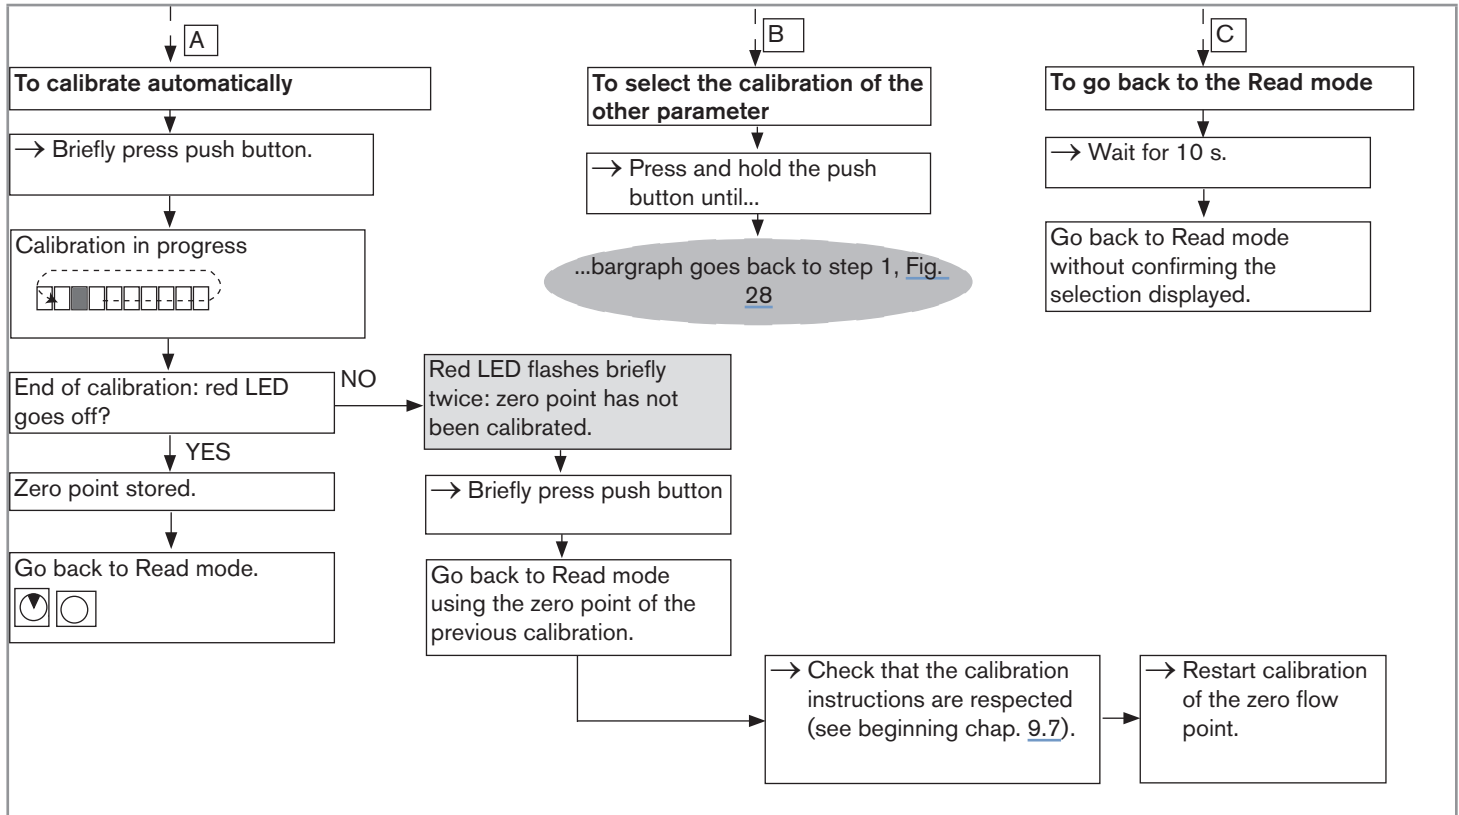 A
To calibrate automatically
→ Briefly press push button.
Calibration in progress
End of calibration: red LED
goes off?
NO
YES
Zero point stored.
Go back to Read mode.
Red LED flashes briefly
twice: zero point has not
been calibrated.
→ Briefly press push button
Go back to Read mode
using the zero point of the
previous calibration.
→ Check that the calibration
instructions are respected
(see beginning chap. 9.7).
→ Restart calibration
of the zero flow
point.
B
To select the calibration of the
other parameter
→ Press and hold the push
button until...
...bargraph goes back to step 1, Fig.
28
C
To go back to the Read mode
→ Wait for 10 s.
Go back to Read mode
without confirming the
selection displayed.